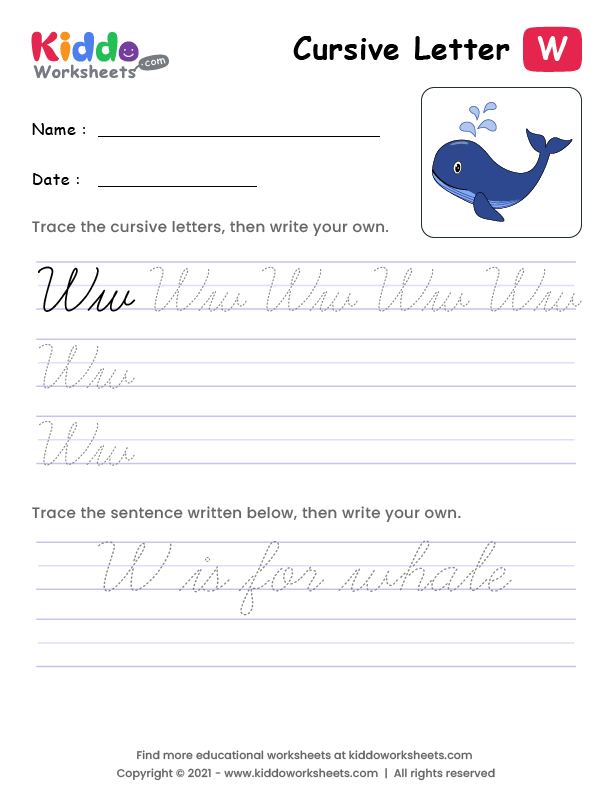 Kiddo
Worksheets
.com
Cursive Letter W
Name :
Date :
Trace the cursive letters, then write your own.
Ww Ww Ww Ww Ww
Ww
Ww
Trace the sentence written below, then write your own.
W is for whale
Find more educational worksheets at kiddoworksheets.com
Copyright © 2021 - www.kiddoworksheets.com | All rights reserved